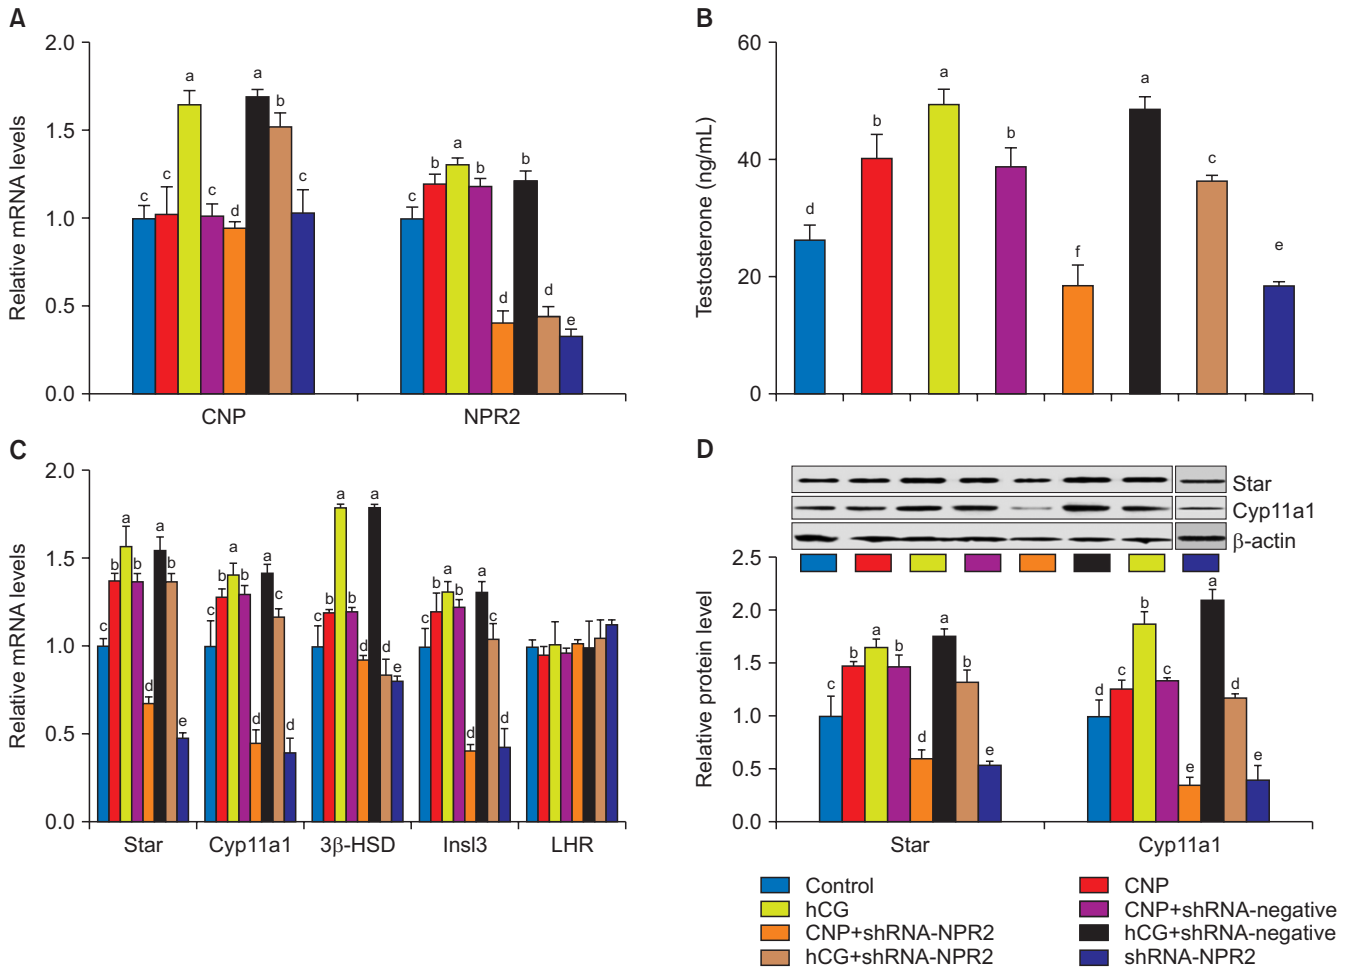 A
2.0
1.5
1.0
0.5
0.0
Relative mRNA levels
c c a c d a b c
b a b b
c d d e
CNP NPR2
B
60
40
20
0
Testosterone (ng/mL)
d b a b f a c e
C
2.0
1.5
1.0
0.5
0.0
Relative mRNA levels
c b a b d a b e
c b a b d a c d
c b a b d a d e
c b a b d a c d
Star Cyp11a1 3β-HSD Insl3 LHR
D
Star
Cyp11a1
β-actin
2.5
2.0
1.5
1.0
0.5
0.0
Relative protein level
c b a b d a b e
d c b c e a d e
Star Cyp11a1
Control CNP
hCG CNP+shRNA-negative
CNP+shRNA-NPR2 hCG+shRNA-negative
hCG+shRNA-NPR2 shRNA-NPR2